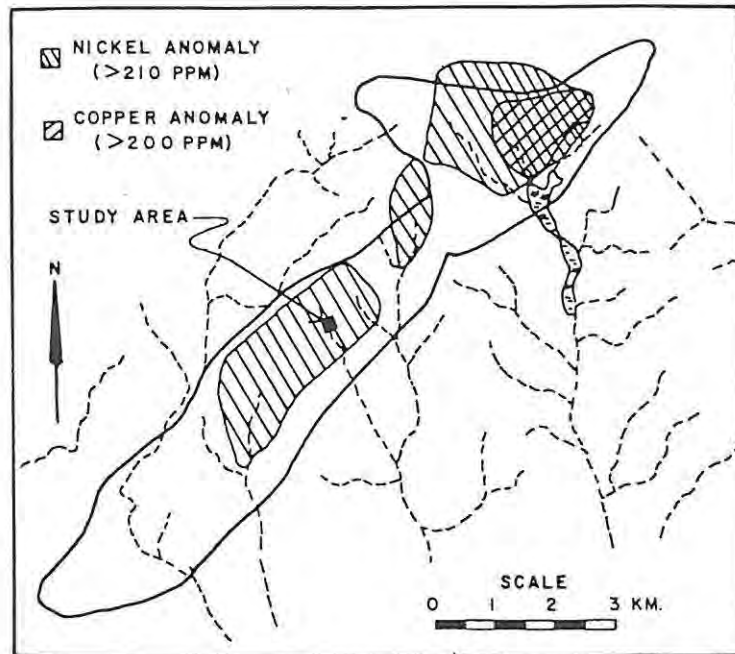 NICKEL ANOMALY
(>210 PPM)
COPPER ANOMALY
(>200 PPM)
STUDY AREA
N
SCALE
0 1 2 3 KM.